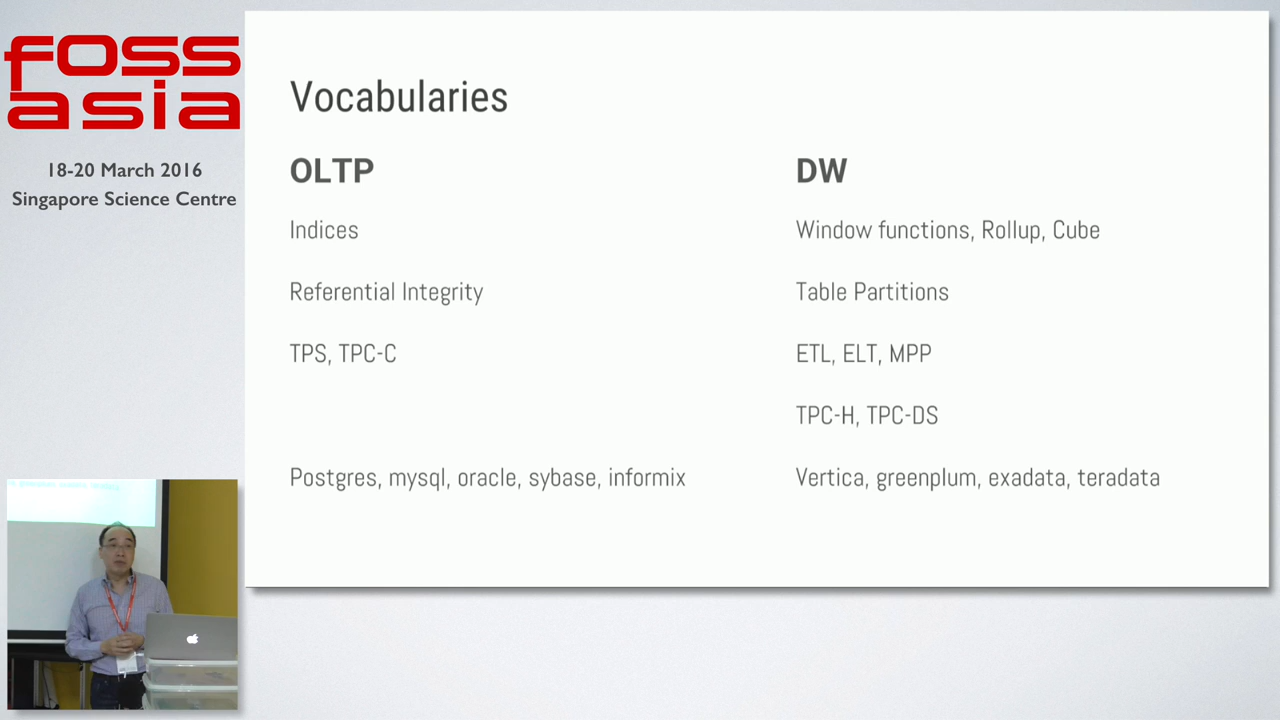 foss
asia
18-20 March 2016
Singapore Science Centre
Vocabularies
OLTP
Indices
Referential Integrity
TPS, TPC-C
Postgres, mysql, oracle, sybase, informix
DW
Window functions, Rollup, Cube
Table Partitions
ETL, ELT, MPP
TPC-H, TPC-DS
Vertica, greenplum, exadata, teradata